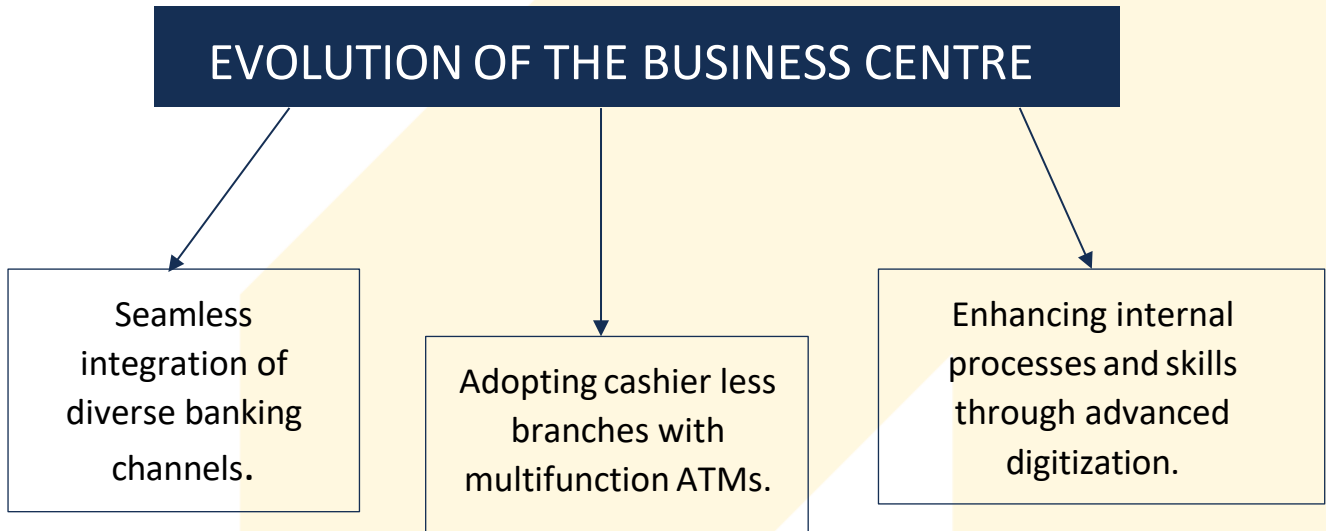 EVOLUTION OF THE BUSINESS CENTRE
Seamless
integration of
diverse banking
channels.
Adopting cashier less
branches with
multifunction ATMs.
Enhancing internal
processes and skills
through advanced
digitization.